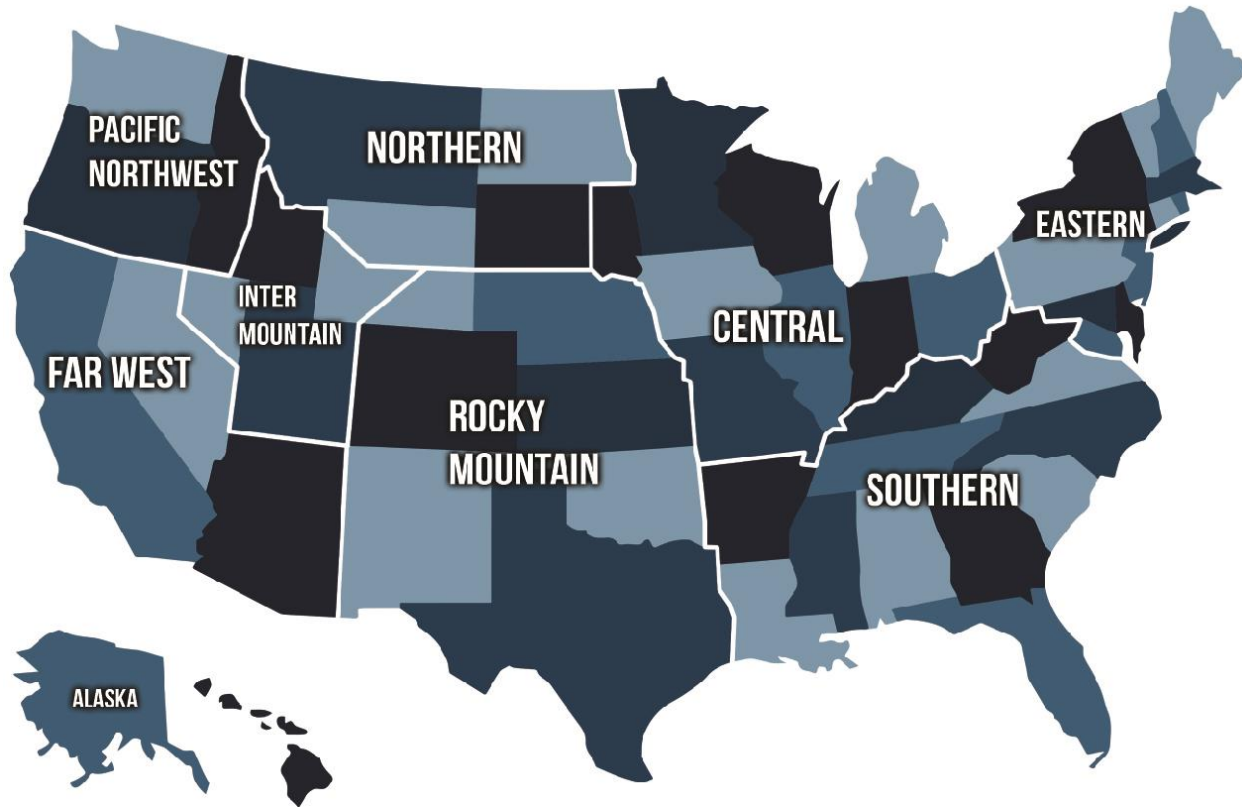 PACIFIC
NORTHWEST
NORTHERN
EASTERN
INTER
MOUNTAIN
CENTRAL
FAR WEST
ROCKY
MOUNTAIN
SOUTHERN
ALASKA